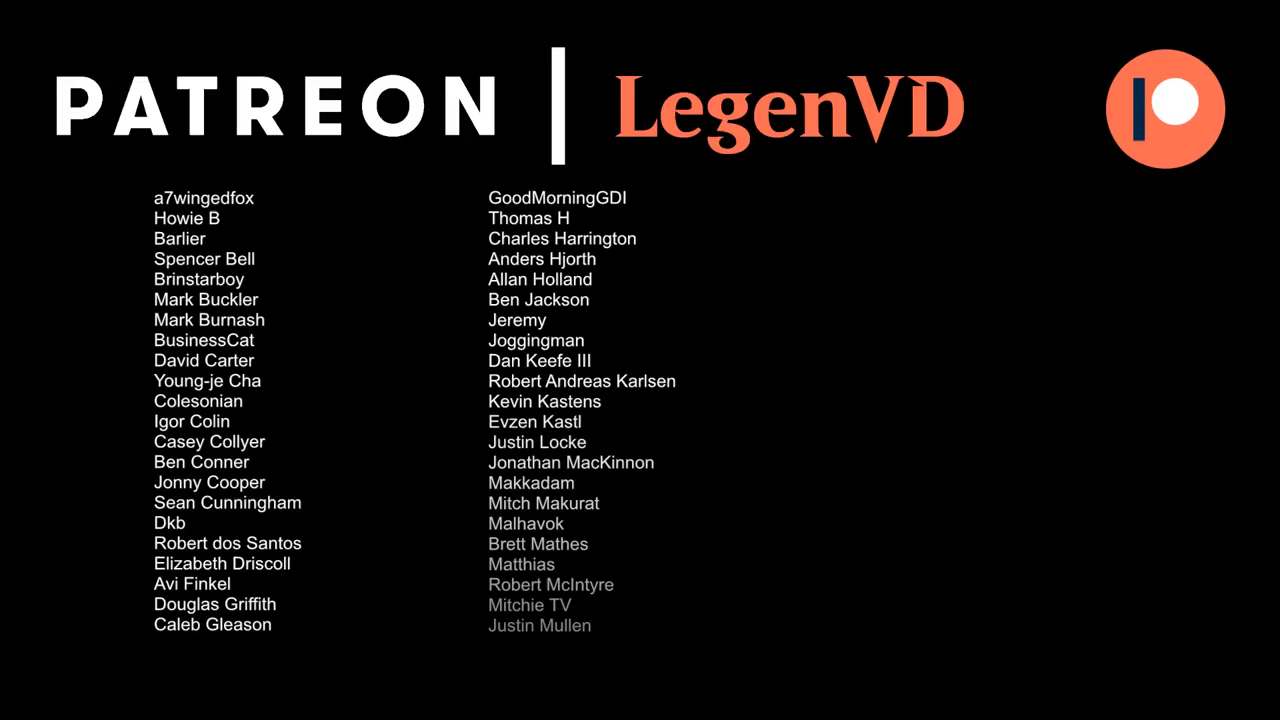 PATREON | LegenVD
a7wingedfox
Howie B
Barlier
Spencer Bell
Brinstarboy
Mark Buckler
Mark Burnash
BusinessCat
David Carter
Young-je Cha
Colesonian
Igor Colin
Casey Collyer
Ben Conner
Jonny Cooper
Sean Cunningham
Dkb
Robert dos Santos
Elizabeth Driscoll
Avi Finkel
Douglas Griffith
Caleb Gleason
GoodMorningGDI
Thomas H
Charles Harrington
Anders Hjorth
Allan Holland
Ben Jackson
Jeremy
Joggingman
Dan Keefe III
Robert Andreas Karlsen
Kevin Kastens
Evzen Kastl
Justin Locke
Jonathan MacKinnon
Makkadam
Mitch Makurat
Malhavok
Brett Mathes
Matthias
Robert McIntyre
Mitchie TV
Justin Mullen